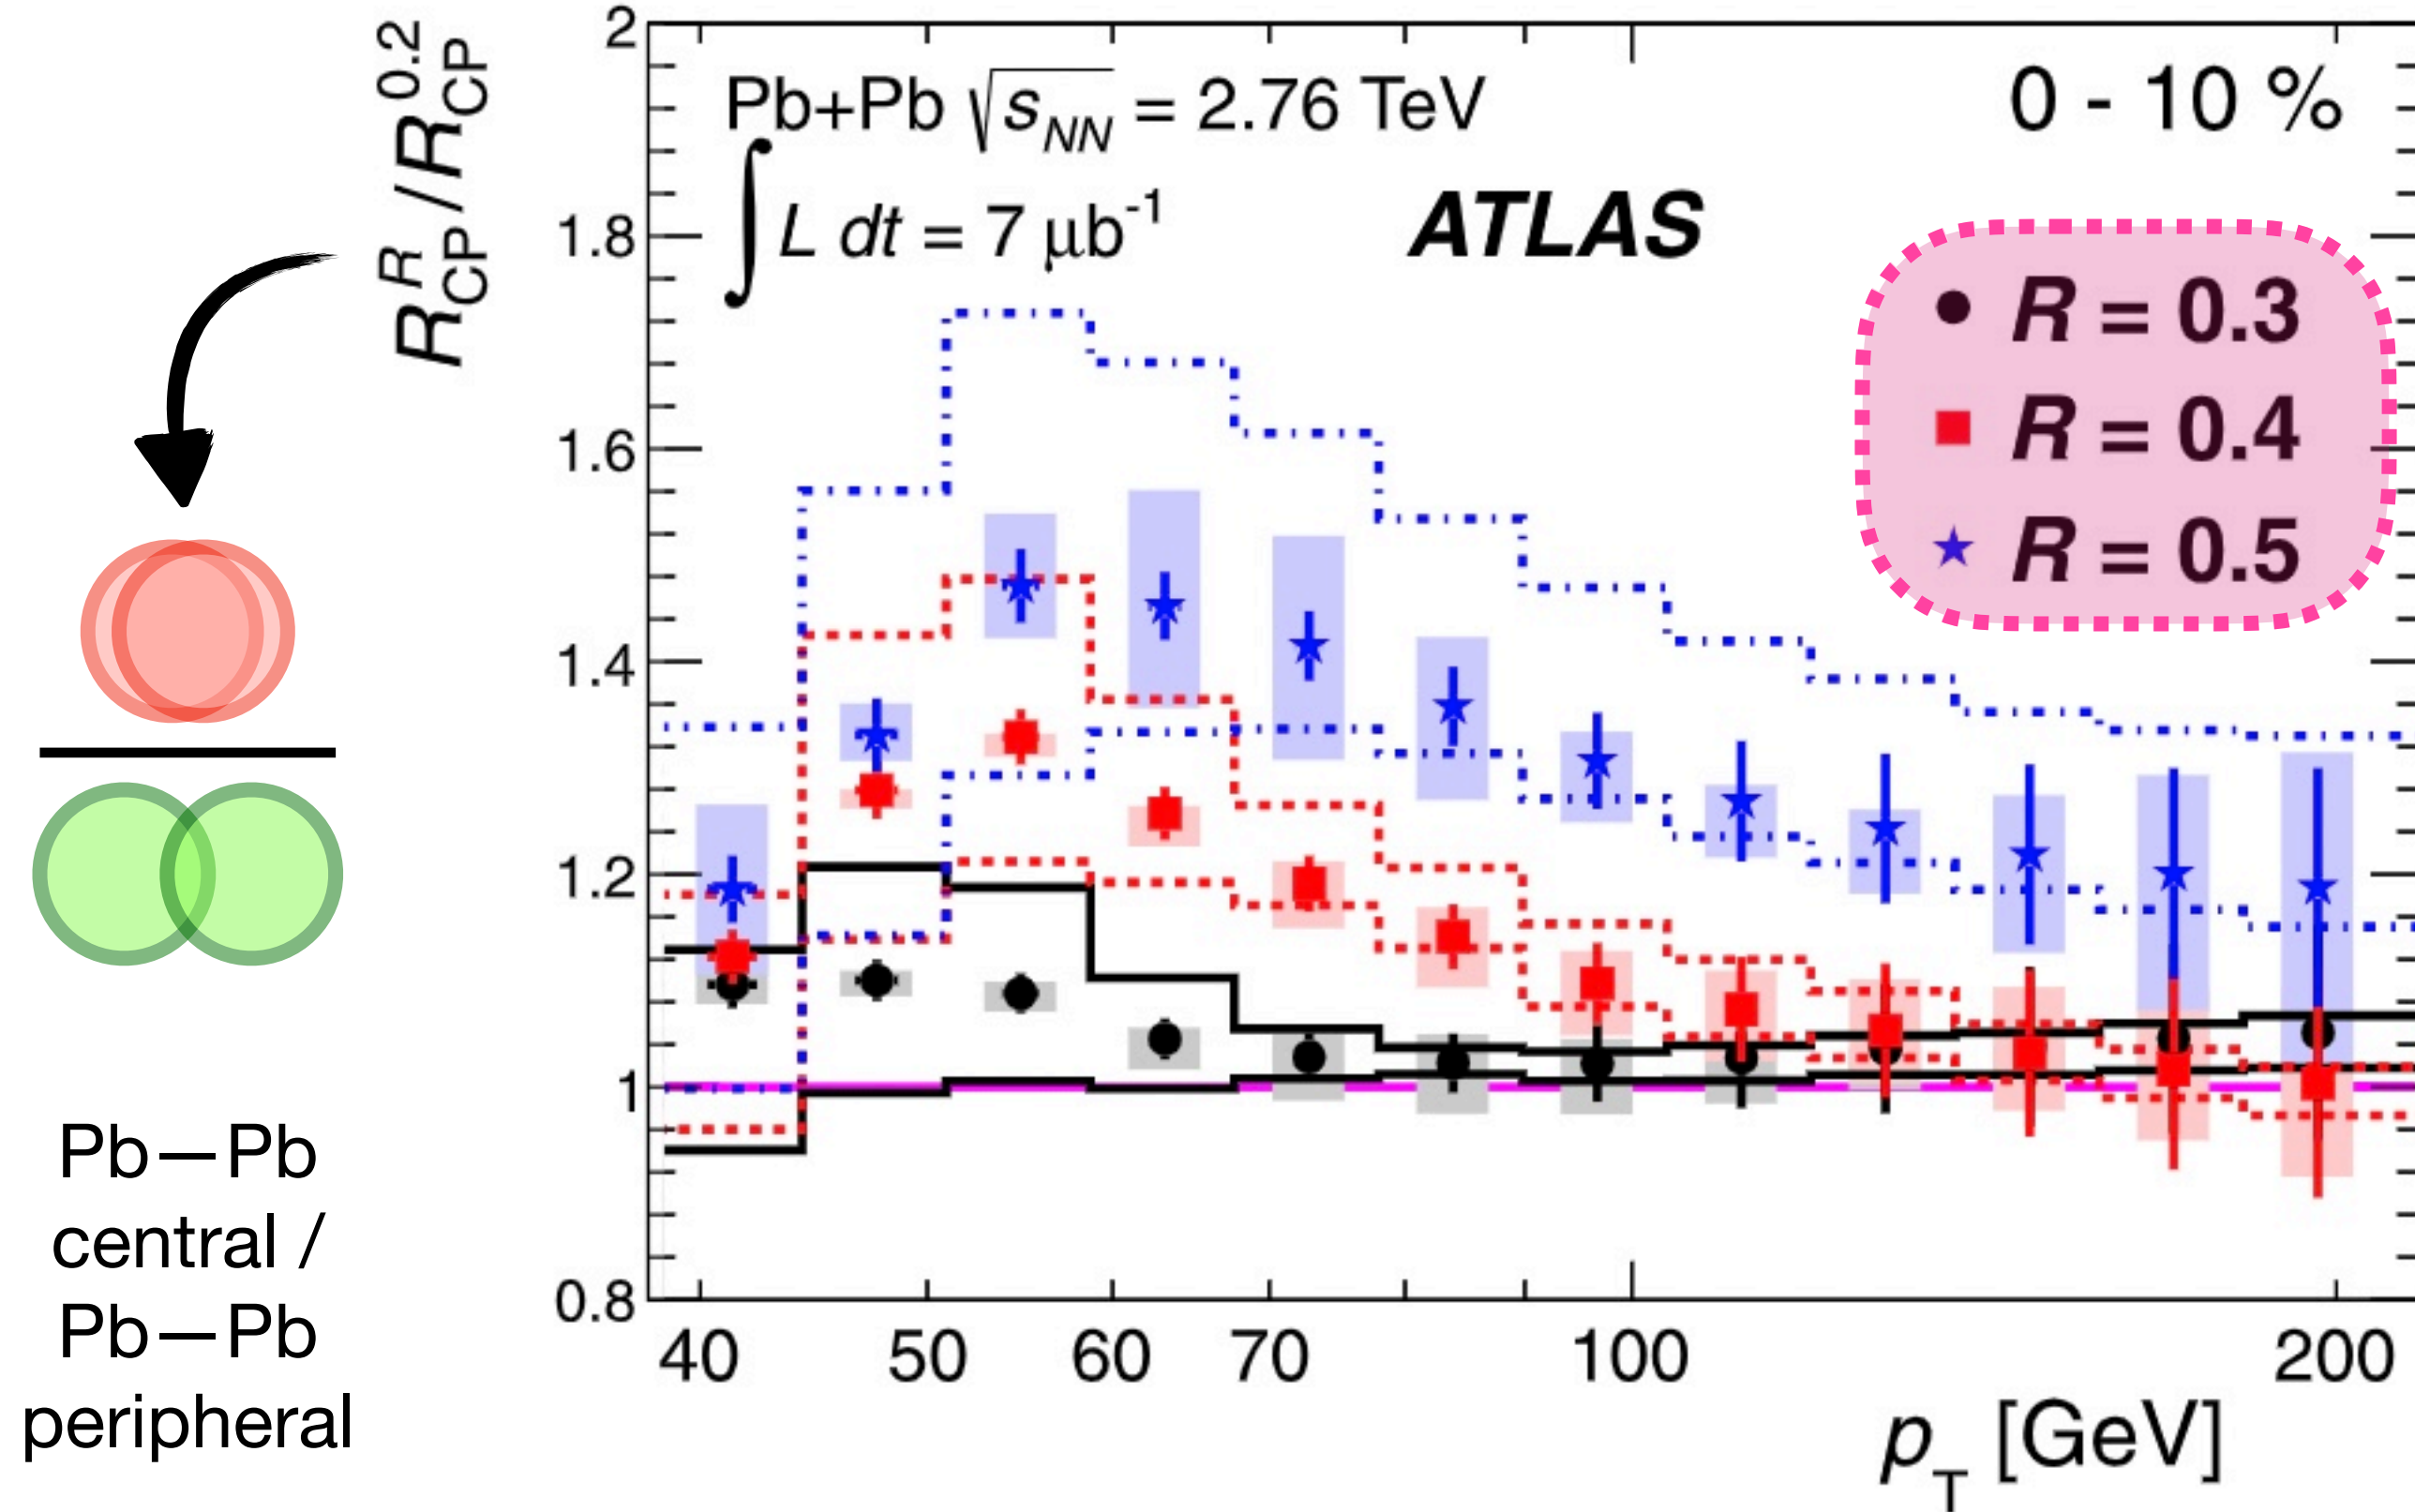 R_CP^R / R_CP^0.2
Pb+Pb √s_NN = 2.76 TeV
0 - 10 %
∫ L dt = 7 μb^-1
ATLAS
R = 0.3
R = 0.4
R = 0.5
2
1.8
1.6
1.4
1.2
1
0.8
40 50 60 70 100 200
p_T [GeV]
Pb—Pb
central /
Pb—Pb
peripheral